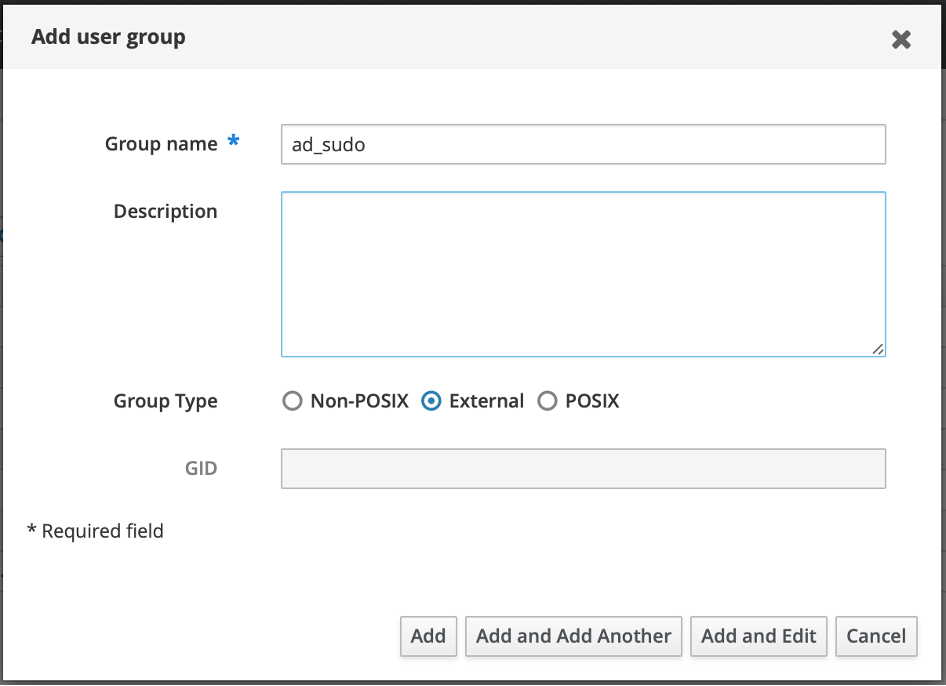 Add user group
Group name *
ad_sudo
Description
Group Type
Non-POSIX External POSIX
GID
* Required field
Add Add and Add Another Add and Edit Cancel